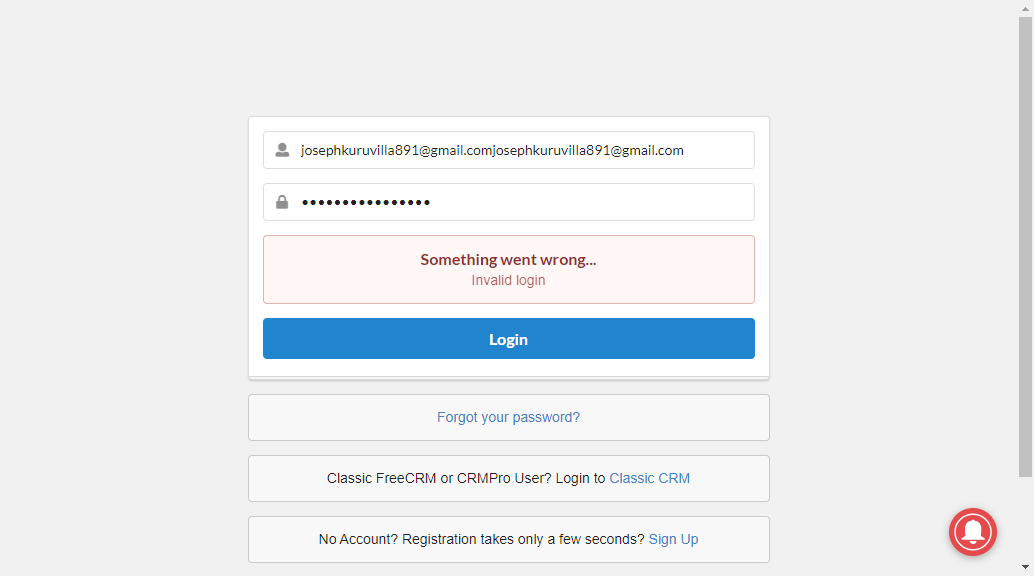 josephkuruvilla891@gmail.comjosephkuruvilla891@gmail.com
••••••••••••••••
Something went wrong...
Invalid login
Login
Forgot your password?
Classic FreeCRM or CRMPro User? Login to Classic CRM
No Account? Registration takes only a few seconds? Sign Up